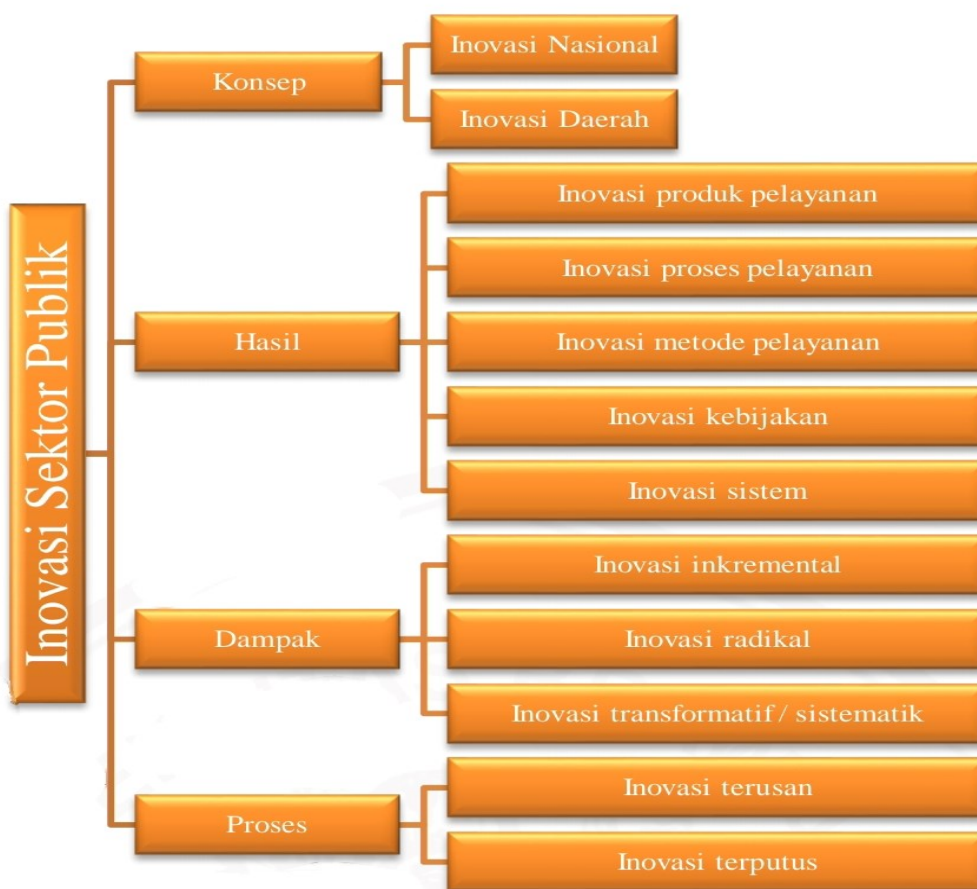 Inovasi Sektor Publik
Konsep
Inovasi Nasional
Inovasi Daerah
Hasil
Inovasi produk pelayanan
Inovasi proses pelayanan
Inovasi metode pelayanan
Inovasi kebijakan
Inovasi sistem
Dampak
Inovasi inkremental
Inovasi radikal
Inovasi transformatif / sistematik
Proses
Inovasi terusan
Inovasi terputus